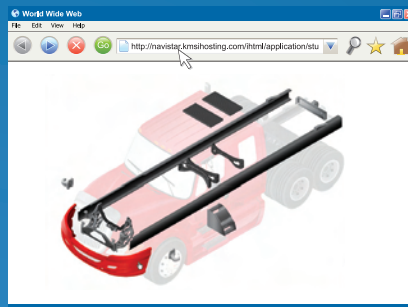 World Wide Web
File Edit View Help
Go http://navistar.kmsihosting.com/ihtml/application/stu